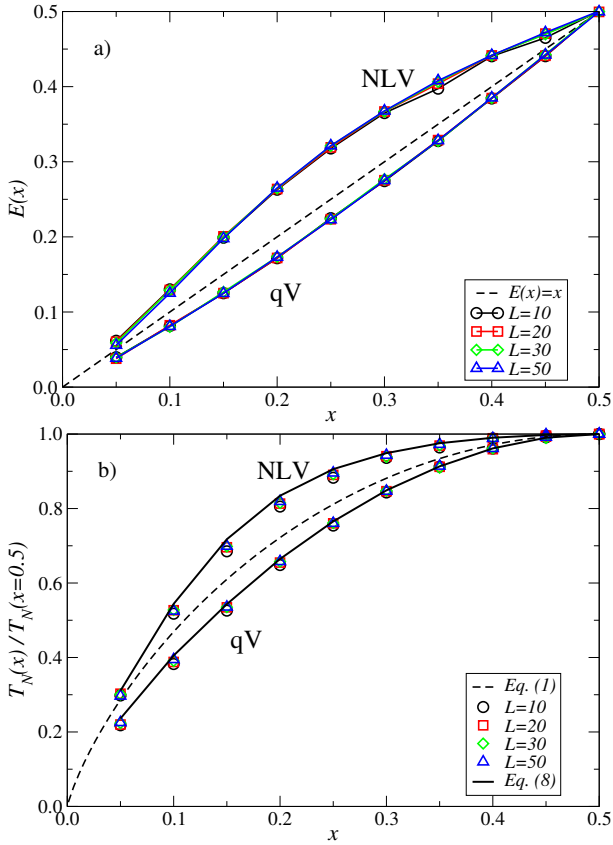 0.5
a)
NLV
0.4
0.3
E(x)
0.2
qV
0.1
E(x)=x
L=10
L=20
L=30
L=50
0.0
0.0 0.1 0.2 0.3 0.4 0.5
x
1.0
b)
NLV
0.8
0.6
T_N(x) / T_N(x=0.5)
qV
0.4
Eq. (1)
L=10
0.2
L=20
L=30
L=50
Eq. (8)
0.0
0.0 0.1 0.2 0.3 0.4 0.5
x